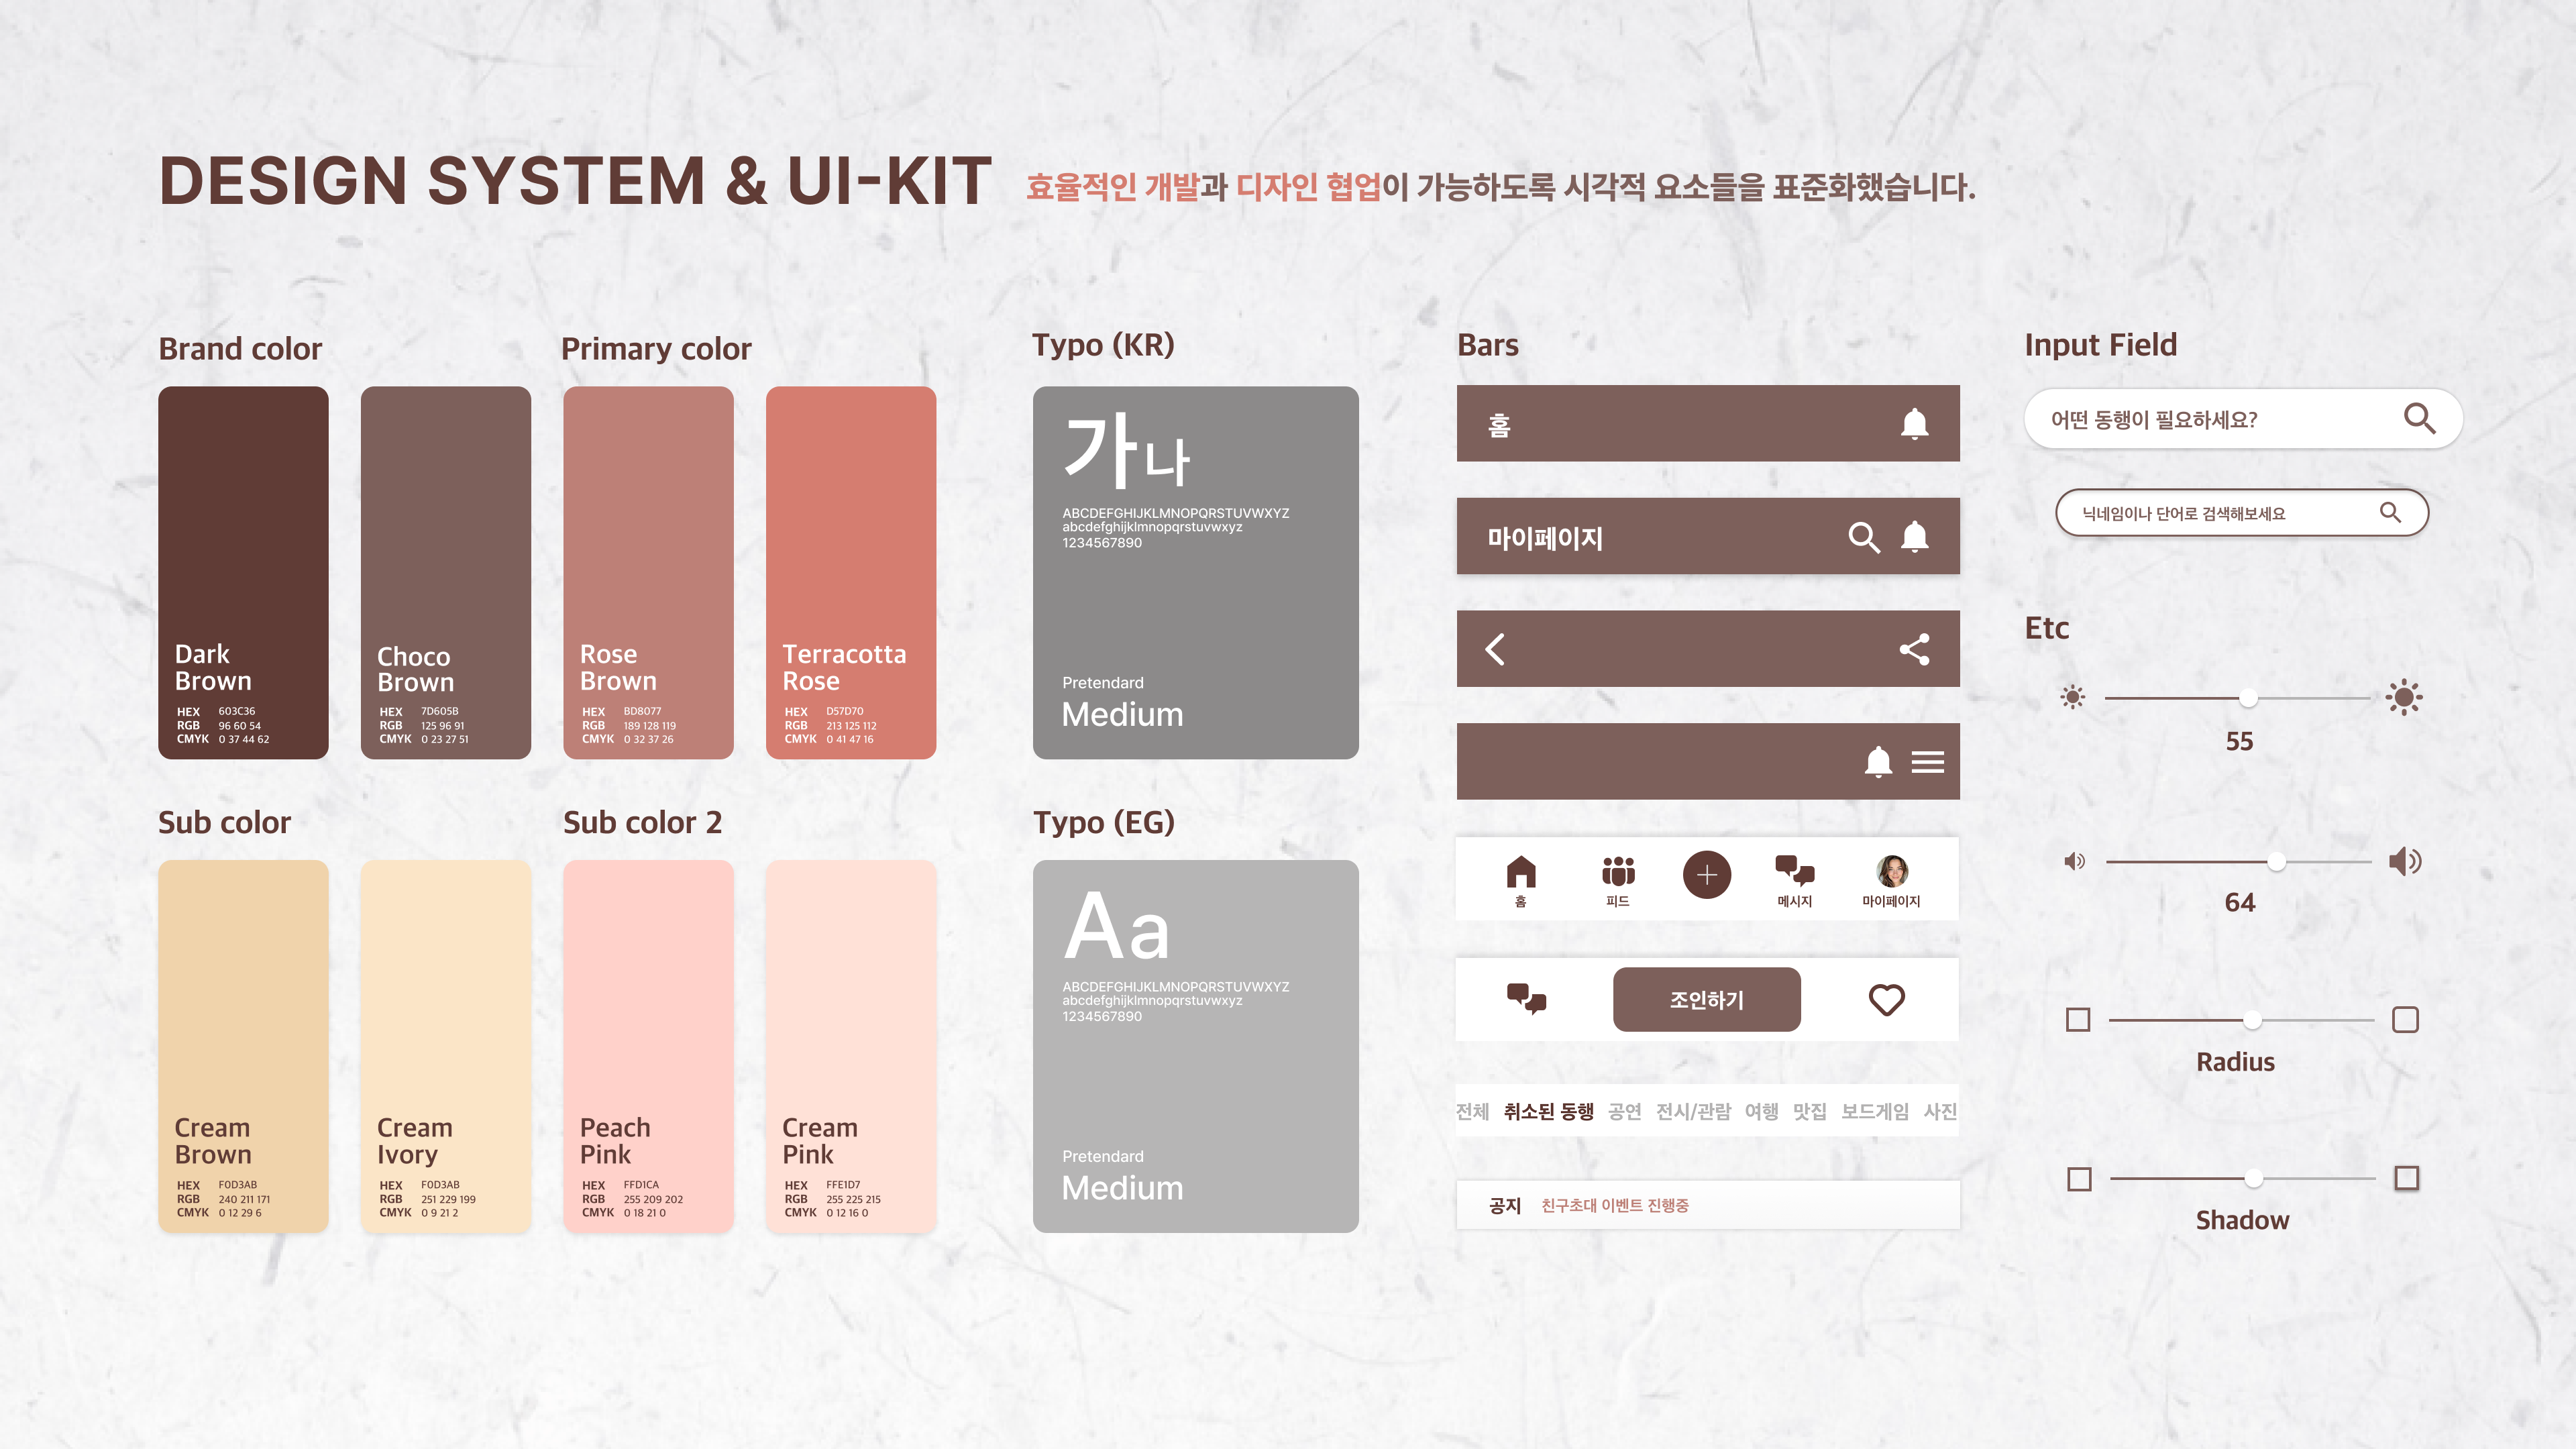 DESIGN SYSTEM & UI-KIT
효율적인 개발과 디자인 협업이 가능하도록 시각적 요소들을 표준화했습니다.
Brand color
Dark
Brown
HEX 603C36
RGB 96 60 54
CMYK 0 37 44 62
Choco
Brown
HEX 7D605B
RGB 125 96 91
CMYK 0 23 27 51
Primary color
Rose
Brown
HEX BD8077
RGB 189 128 119
CMYK 0 32 37 26
Terracotta
Rose
HEX D57D70
RGB 213 125 112
CMYK 0 41 47 16
Sub color
Cream
Brown
HEX F0D3AB
RGB 240 211 171
CMYK 0 12 29 6
Cream
Ivory
HEX F0D3AB
RGB 251 229 199
CMYK 0 9 21 2
Sub color 2
Peach
Pink
HEX FFD1CA
RGB 255 209 202
CMYK 0 18 21 0
Cream
Pink
HEX FFE1D7
RGB 255 225 215
CMYK 0 12 16 0
Typo (KR)
가나
ABCDEFGHIJKLMNOPQRSTUVWXYZ
abcdefghijklmnopqrstuvwxyz
1234567890
Pretendard
Medium
Typo (EG)
Aa
ABCDEFGHIJKLMNOPQRSTUVWXYZ
abcdefghijklmnopqrstuvwxyz
1234567890
Pretendard
Medium
Bars
홈
마이페이지
홈 피드 메시지 마이페이지
조인하기
전체 취소된 동행 공연 전시/관람 여행 맛집 보드게임 사진
공지 친구초대 이벤트 진행중
Input Field
어떤 동행이 필요하세요?
닉네임이나 단어로 검색해보세요
Etc
55
64
Radius
Shadow